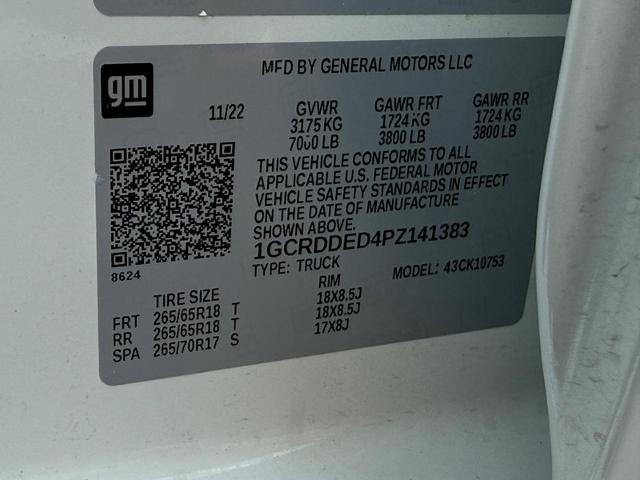 gm
MFD BY GENERAL MOTORS LLC
11/22 GVWR GAWR FRT GAWR RR
3175 KG 1724 KG 1724 KG
7000 LB 3800 LB 3800 LB
THIS VEHICLE CONFORMS TO ALL
APPLICABLE U.S. FEDERAL MOTOR
VEHICLE SAFETY STANDARDS IN EFFECT
ON THE DATE OF MANUFACTURE
SHOWN ABOVE.
1GCRDDED4PZ141383
8624
TYPE: TRUCK MODEL: 43CK10753
TIRE SIZE RIM
FRT 265/65R18 T 18X8.5J
RR 265/65R18 T 18X8.5J
SPA 265/70R17 S 17X8J